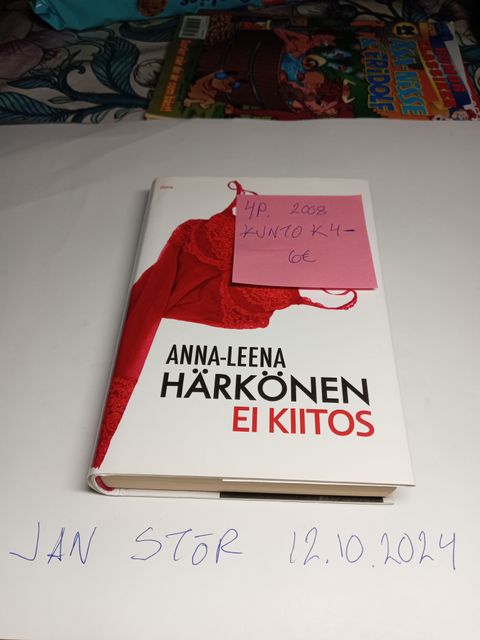 4P. 2008
KUNTO K4-
6€
ANNA-LEENA
HÄRKÖNEN
EI KIITOS
JAN STÖR 12.10.2024